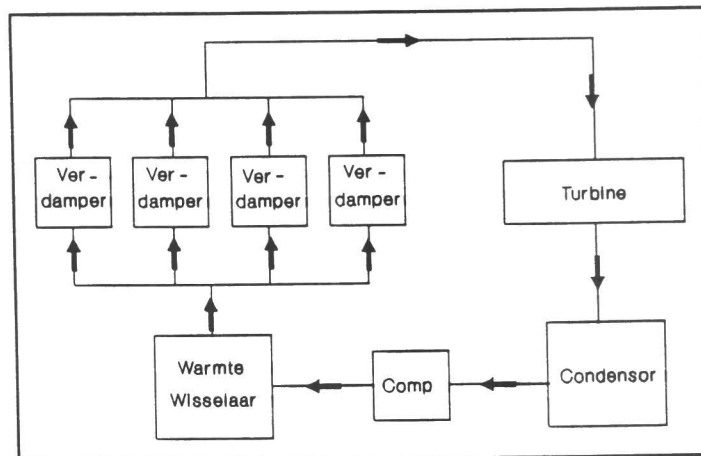 Ver-
damper
Ver-
damper
Ver-
damper
Ver-
damper
Turbine
Warmte
Wisselaar
Comp
Condensor